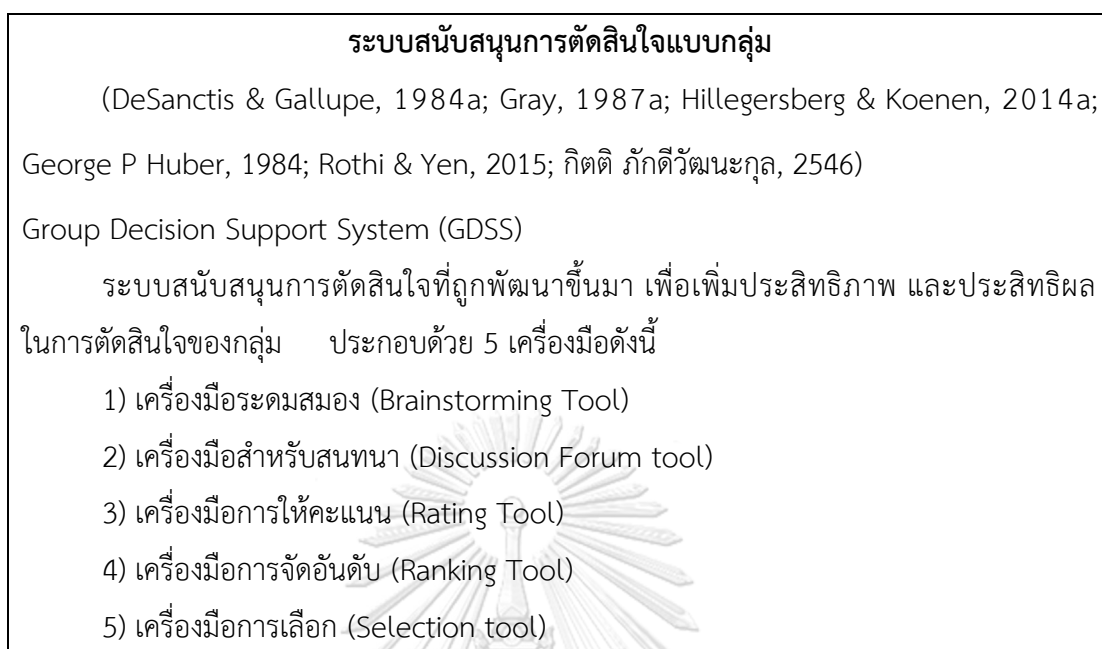 ระบบสนับสนุนการตัดสินใจแบบกลุ่ม
(DeSanctis & Gallupe, 1984a; Gray, 1987a; Hillegersberg & Koenen, 2014a;
George P Huber, 1984; Rothi & Yen, 2015; กิตติ ภักดีวัฒนะกุล, 2546)
Group Decision Support System (GDSS)
ระบบสนับสนุนการตัดสินใจที่ถูกพัฒนาขึ้นมา เพื่อเพิ่มประสิทธิภาพ และประสิทธิผล
ในการตัดสินใจของกลุ่ม ประกอบด้วย 5 เครื่องมือดังนี้
1) เครื่องมือระดมสมอง (Brainstorming Tool)
2) เครื่องมือสำหรับสนทนา (Discussion Forum tool)
3) เครื่องมือการให้คะแนน (Rating Tool)
4) เครื่องมือการจัดอันดับ (Ranking Tool)
5) เครื่องมือการเลือก (Selection tool)